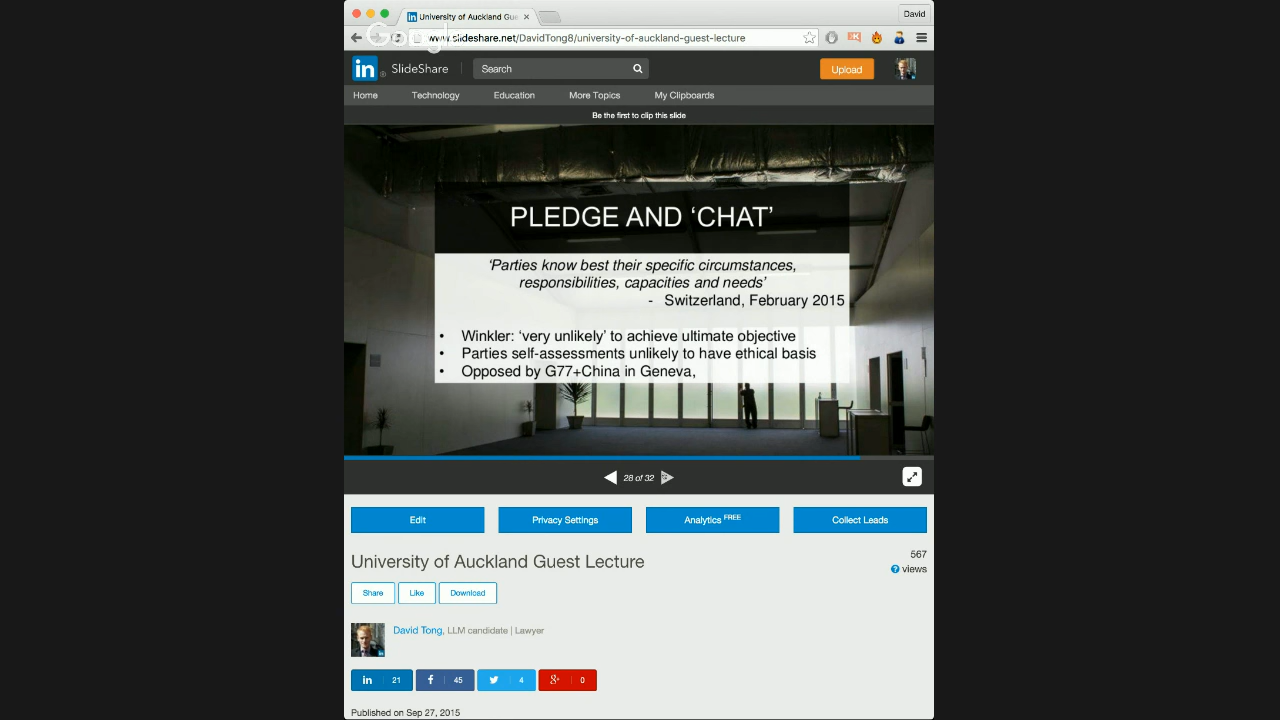 University of Auckland Gu
David
www.slideshare.net/DavidTong8/university-of-auckland-guest-lecture
in SlideShare
Search
Upload
Home
Technology
Education
More Topics
My Clipboards
Be the first to clip this slide
PLEDGE AND ‘CHAT’
‘Parties know best their specific circumstances,
responsibilities, capacities and needs’
- Switzerland, February 2015
• Winkler: ‘very unlikely’ to achieve ultimate objective
• Parties self-assessments unlikely to have ethical basis
• Opposed by G77+China in Geneva,
28 of 32
Edit
Privacy Settings
Analytics FREE
Collect Leads
University of Auckland Guest Lecture
567
views
Share
Like
Download
David Tong, LLM candidate | Lawyer
in 21
f 45
4
g+ 0
Published on Sep 27, 2015